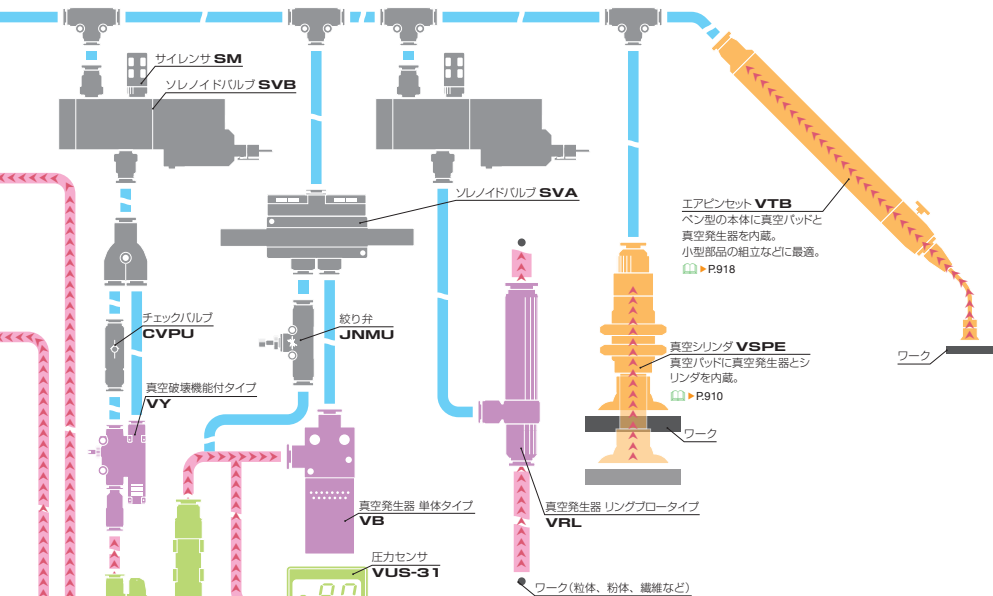 サイレンサ SM
ソレノイドバルブ SVB
ソレノイドバルブ SVA
エアピンセット VTB
ペン型の本体に真空パッドと
真空発生器を内蔵。
小型部品の組立などに最適。
P.918
チェックバルブ
CVPU
絞り弁
JNMU
真空シリンダ VSPE
真空パッドに真空発生器とシ
リンダを内蔵。
P.910
ワーク
真空破壊機能付タイプ
VY
ワーク
真空発生器 単体タイプ
VB
真空発生器 リングブロータイプ
VRL
圧力センサ
VUS-31
ワーク(粒体、粉体、繊維など)